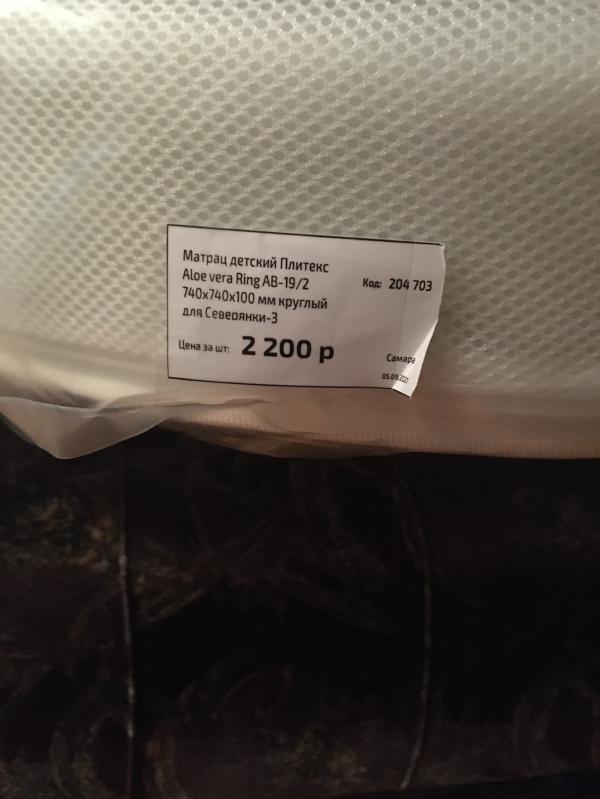 Матрац детский Плитекс
Aloe vera Ring АВ-19/2
Код: 204 703
740х740х100 мм круглый
для Северянки-3
Цена за шт: 2 200 р
Самара